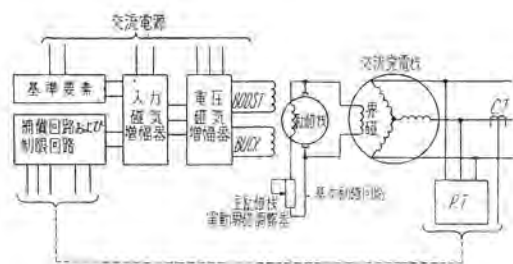 交流電源
基準要素
補償回路および
制限回路
入力
磁気
増幅器
電圧
磁気
増幅器
BOOST
BUCK
励磁機
界磁
交流発電機
CT
P.T
主励磁機
電動界磁調整器
基本励磁回路